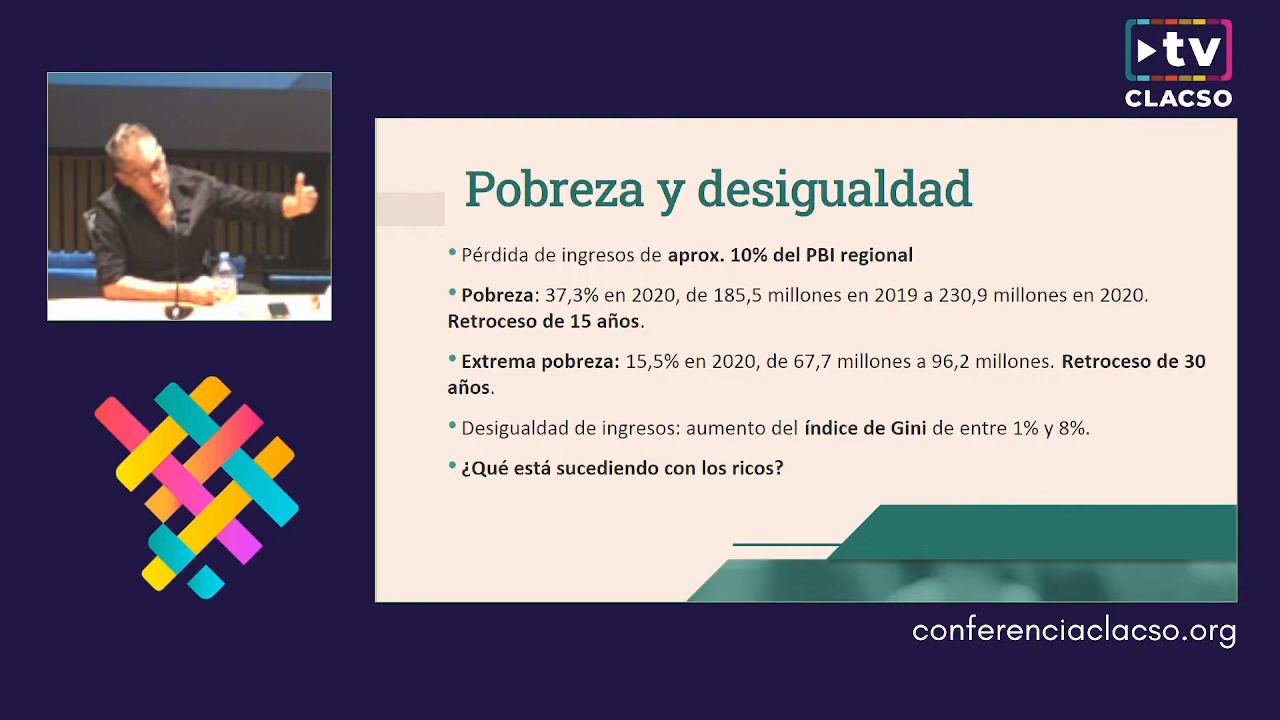 tv
CLACSO
Pobreza y desigualdad
• Pérdida de ingresos de aprox. 10% del PBI regional
• Pobreza: 37,3% en 2020, de 185,5 millones en 2019 a 230,9 millones en 2020.
Retroceso de 15 años.
• Extrema pobreza: 15,5% en 2020, de 67,7 millones a 96,2 millones. Retroceso de 30
años.
• Desigualdad de ingresos: aumento del índice de Gini de entre 1% y 8%.
• ¿Qué está sucediendo con los ricos?
conferenciaclacso.org